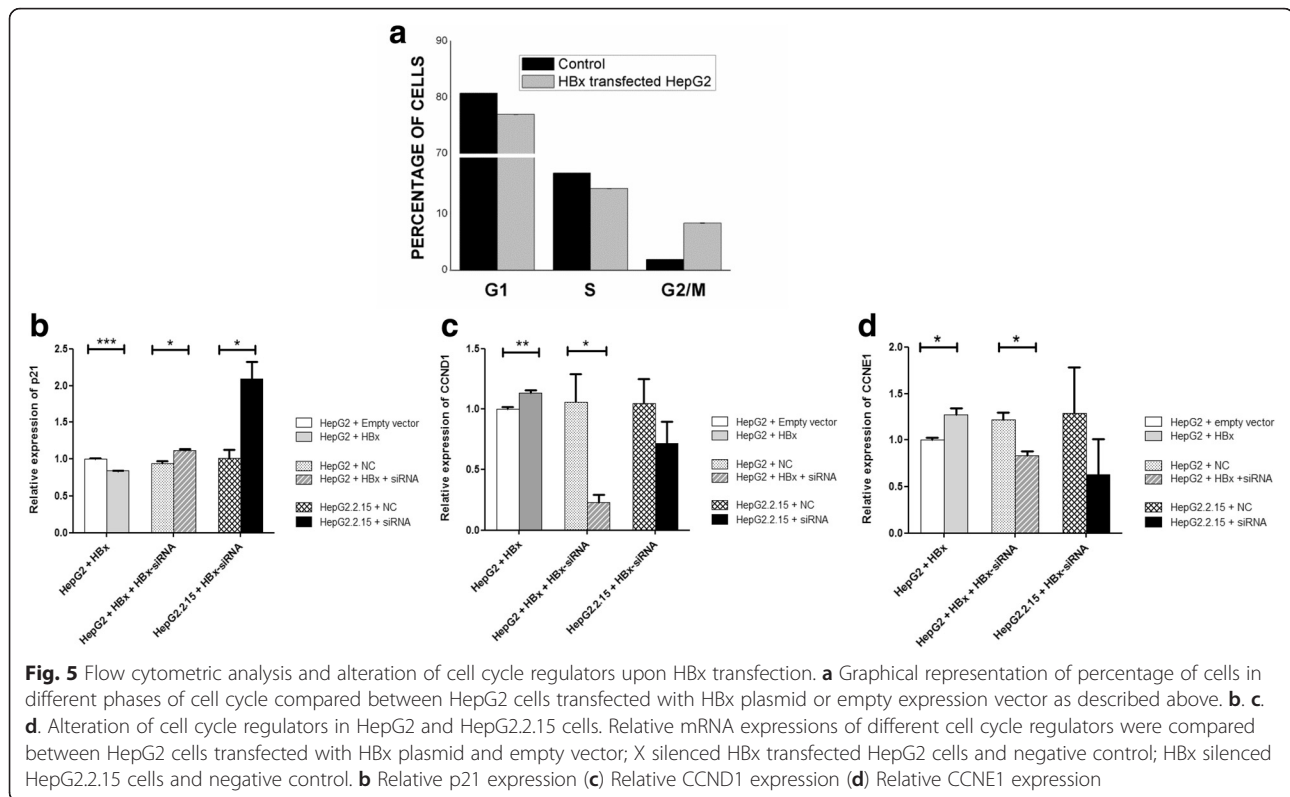 a
90
80
70
10
0
PERCENTAGE OF CELLS
Control
HBx transfected HepG2
G1 S G2/M
b
Relative expression of p21
2.5
2.0
1.5
1.0
0.5
0.0
*** * *
HepG2 + HBx
HepG2 + HBx + HBx-siRNA
HepG2.2.15 + HBx-siRNA
HepG2 + Empty vector
HepG2 + HBx
HepG2 + NC
HepG2 + HBx + siRNA
HepG2.2.15 + NC
HepG2.2.15 + siRNA
c
Relative expression of CCND1
1.5
1.0
0.5
0.0
** *
HepG2 + HBx
HepG2 + HBx + HBx-siRNA
HepG2.2.15 + HBx-siRNA
HepG2 + Empty vector
HepG2 + HBx
HepG2 + NC
HepG2 + HBx + siRNA
HepG2.2.15 + NC
HepG2.2.15 + siRNA
d
Relative expression of CCNE1
2.0
1.5
1.0
0.5
0.0
* *
HepG2 + HBx
HepG2 + HBx + HBx-siRNA
HepG2.2.15 + HBx-siRNA
HepG2 + empty vector
HepG2 + HBx
HepG2 + NC
HepG2 + HBx +siRNA
HepG2.2.15 + NC
HepG2.2.15 + siRNA
Fig. 5 Flow cytometric analysis and alteration of cell cycle regulators upon HBx transfection. a Graphical representation of percentage of cells in
different phases of cell cycle compared between HepG2 cells transfected with HBx plasmid or empty expression vector as described above. b. c.
d. Alteration of cell cycle regulators in HepG2 and HepG2.2.15 cells. Relative mRNA expressions of different cell cycle regulators were compared
between HepG2 cells transfected with HBx plasmid and empty vector; X silenced HBx transfected HepG2 cells and negative control; HBx silenced
HepG2.2.15 cells and negative control. b Relative p21 expression (c) Relative CCND1 expression (d) Relative CCNE1 expression